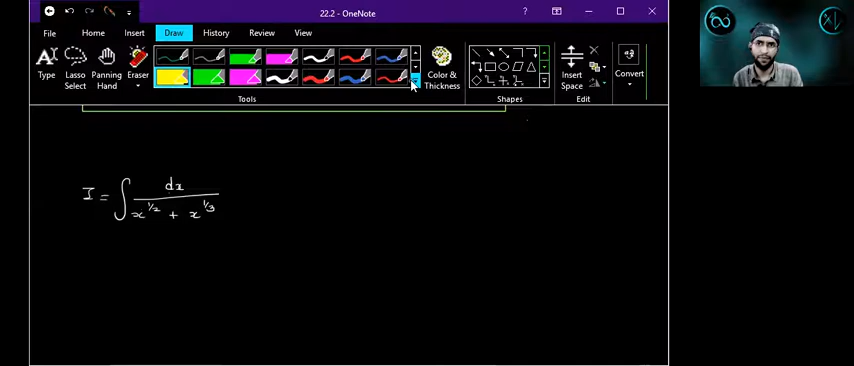 22.2 - OneNote
?
File Home Insert Draw History Review View
Type
Lasso Select
Panning Hand
Eraser
Color & Thickness
Insert Space
Convert
Tools Shapes Edit
I = ∫ dx / (x^{1/2} + x^{1/3})